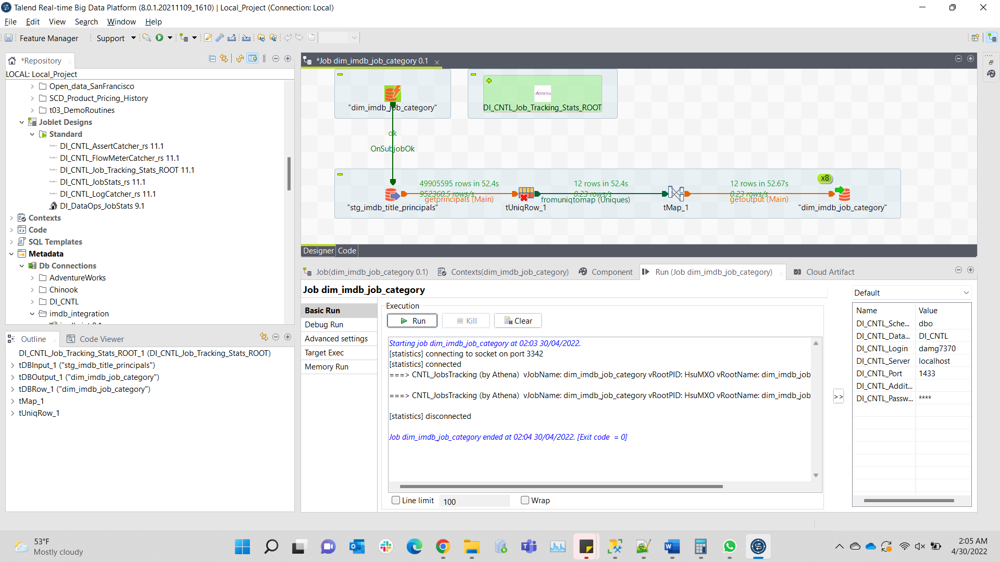 Talend Real-time Big Data Platform (8.0.1.20211109_1610) | Local_Project (Connection: Local)
File Edit View Search Window Help
Feature Manager Support
*Repository
LOCAL: Local_Project
Open_data_SanFrancisco
SCD_Product_Pricing_History
t03_DemoRoutines
Joblet Designs
Standard
DI_CNTL_AssertCatcher_rs 11.1
DI_CNTL_FlowMeterCatcher_rs 11.1
DI_CNTL_Job_Tracking_Stats_ROOT 11.1
DI_CNTL_JobStats_rs 11.1
DI_CNTL_LogCatcher_rs 11.1
DI_DataOps_JobStats 9.1
Contexts
Code
SQL Templates
Metadata
Db Connections
AdventureWorks
Chinook
DI_CNTL
imdb_integration
Outline Code Viewer
DI_CNTL_Job_Tracking_Stats_ROOT_1 (DI_CNTL_Job_Tracking_Stats_ROOT)
tDBInput_1 ("stg_imdb_title_principals")
tDBOutput_1 ("dim_imdb_job_category")
tDBRow_1 ("dim_imdb_job_category")
tMap_1
tUniqRow_1
*Job dim_imdb_job_category 0.1
ATHENA
"dim_imdb_job_category" DI_CNTL_Job_Tracking_Stats_ROOT
ok
OnSubjobOk
x8
49905595 rows in 52.4s 12 rows in 52.4s 12 rows in 52.67s
952360.5 rows/s 0.23 rows/s 0.23 rows/s
getprincipals (Main) fromuniqtomap (Uniques) getoutput (Main)
"stg_imdb_title_principals" tUniqRow_1 tMap_1 "dim_imdb_job_category"
Designer Code
Job(dim_imdb_job_category 0.1) Contexts(dim_imdb_job_category) Component Run (Job dim_imdb_job_category) Cloud Artifact
Job dim_imdb_job_category
Basic Run
Debug Run
Advanced settings
Target Exec
Memory Run
Execution
Run Kill Clear
Starting job dim_imdb_job_category at 02:03 30/04/2022.
[statistics] connecting to socket on port 3342
[statistics] connected
===> CNTL_JobsTracking (by Athena) vJobName: dim_imdb_job_category vRootPID: HsuMXO vRootName: dim_imdb_job
===> CNTL_JobsTracking (by Athena) vJobName: dim_imdb_job_category vRootPID: HsuMXO vRootName: dim_imdb_job
[statistics] disconnected
Job dim_imdb_job_category ended at 02:04 30/04/2022. [Exit code = 0]
Line limit 100 Wrap
>>
Default
Name Value
DI_CNTL_Sche... dbo
DI_CNTL_Data... DI_CNTL
DI_CNTL_Login damg7370
DI_CNTL_Server localhost
DI_CNTL_Port 1433
DI_CNTL_Addit...
DI_CNTL_Passw... ****
53°F
Mostly cloudy
2:05 AM
4/30/2022